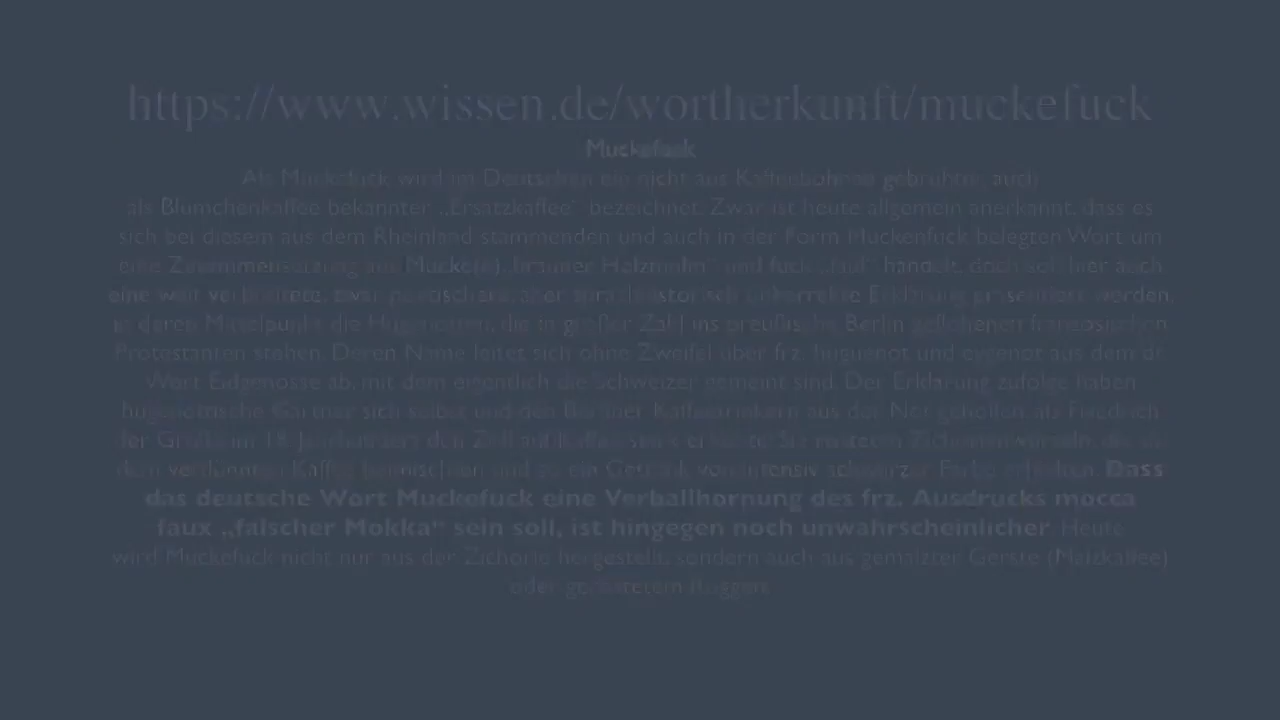 https://www.wissen.de/wortherkunft/muckefuck
Muckefuck
Als Muckefuck wird im Deutschen ein nicht aus Kaffeebohnen gebrühter, auch
als Blümchenkaffee bekannter „Ersatzkaffee“ bezeichnet. Zwar ist heute allgemein anerkannt, dass es
sich bei diesem aus dem Rheinland stammenden und auch in der Form Muckenfuck belegten Wort um
eine Zusammensetzung aus Mucke(n) „brauner Holzmulm“ und fuck „faul“ handelt, doch soll hier auch
eine weit verbreitete, zwar poetischere, aber sprachhistorisch unkorrekte Erklärung präsentiert werden,
in deren Mittelpunkt die Hugenotten, die in großer Zahl ins preußische Berlin geflohenen französischen
Protestanten stehen. Deren Name leitet sich ohne Zweifel über frz. huguenot und eygenot aus dem dt.
Wort Eidgenosse ab, mit dem eigentlich die Schweizer gemeint sind. Der Erklärung zufolge haben
hugenottische Gärtner sich selbst und den Berliner Kaffeetrinkern aus der Not geholfen, als Friedrich
der Große im 18. Jahrhundert den Zoll auf Kaffee stark erhöhte: Sie rösteten Zichorienwurzeln, die sie
dem verdünnten Kaffee beimischten und so ein Getränk von intensiv schwarzer Farbe erhielten. Dass
das deutsche Wort Muckefuck eine Verballhornung des frz. Ausdrucks mocca
faux „falscher Mokka“ sein soll, ist hingegen noch unwahrscheinlicher. Heute
wird Muckefuck nicht nur aus der Zichorie hergestellt, sondern auch aus gemälzter Gerste (Malzkaffee)
oder geröstetem Roggen.